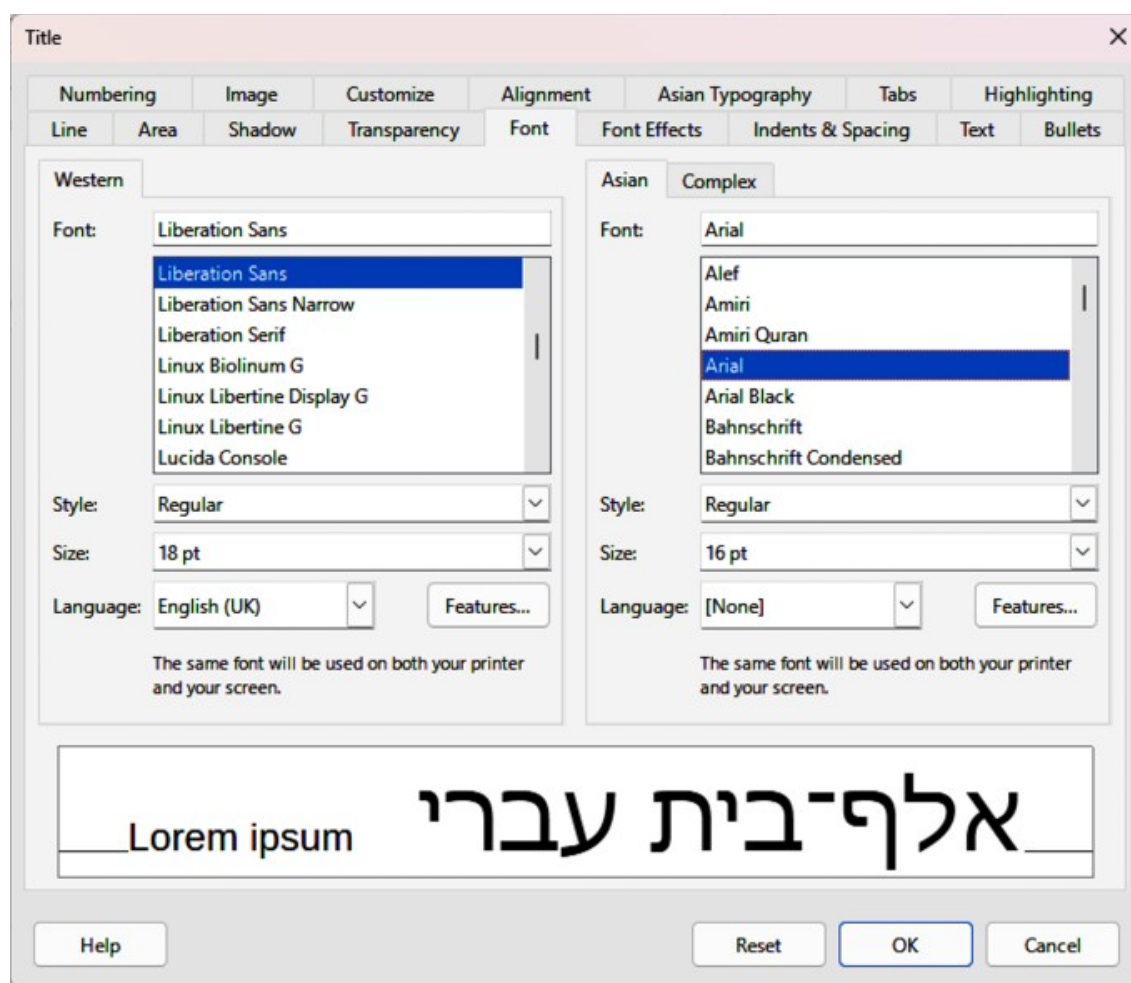 Title
Numbering Image Customize Alignment Asian Typography Tabs Highlighting
Line Area Shadow Transparency Font Font Effects Indents & Spacing Text Bullets
Western
Font: Liberation Sans
Liberation Sans
Liberation Sans Narrow
Liberation Serif
Linux Biolinum G
Linux Libertine Display G
Linux Libertine G
Lucida Console
Style: Regular
Size: 18 pt
Language: English (UK) Features...
The same font will be used on both your printer
and your screen.
Asian Complex
Font: Arial
Alef
Amiri
Amiri Quran
Arial
Arial Black
Bahnschrift
Bahnschrift Condensed
Style: Regular
Size: 16 pt
Language: [None] Features...
The same font will be used on both your printer
and your screen.
Lorem ipsum אלף־בית עברי
Help Reset OK Cancel